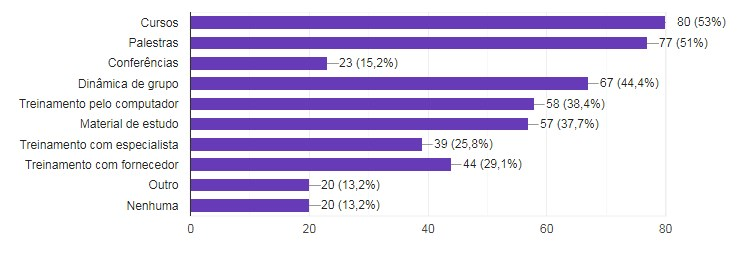 Cursos 80 (53%)
Palestras 77 (51%)
Conferências 23 (15,2%)
Dinâmica de grupo 67 (44,4%)
Treinamento pelo computador 58 (38,4%)
Material de estudo 57 (37,7%)
Treinamento com especialista 39 (25,8%)
Treinamento com fornecedor 44 (29,1%)
Outro 20 (13,2%)
Nenhuma 20 (13,2%)
0 20 40 60 80